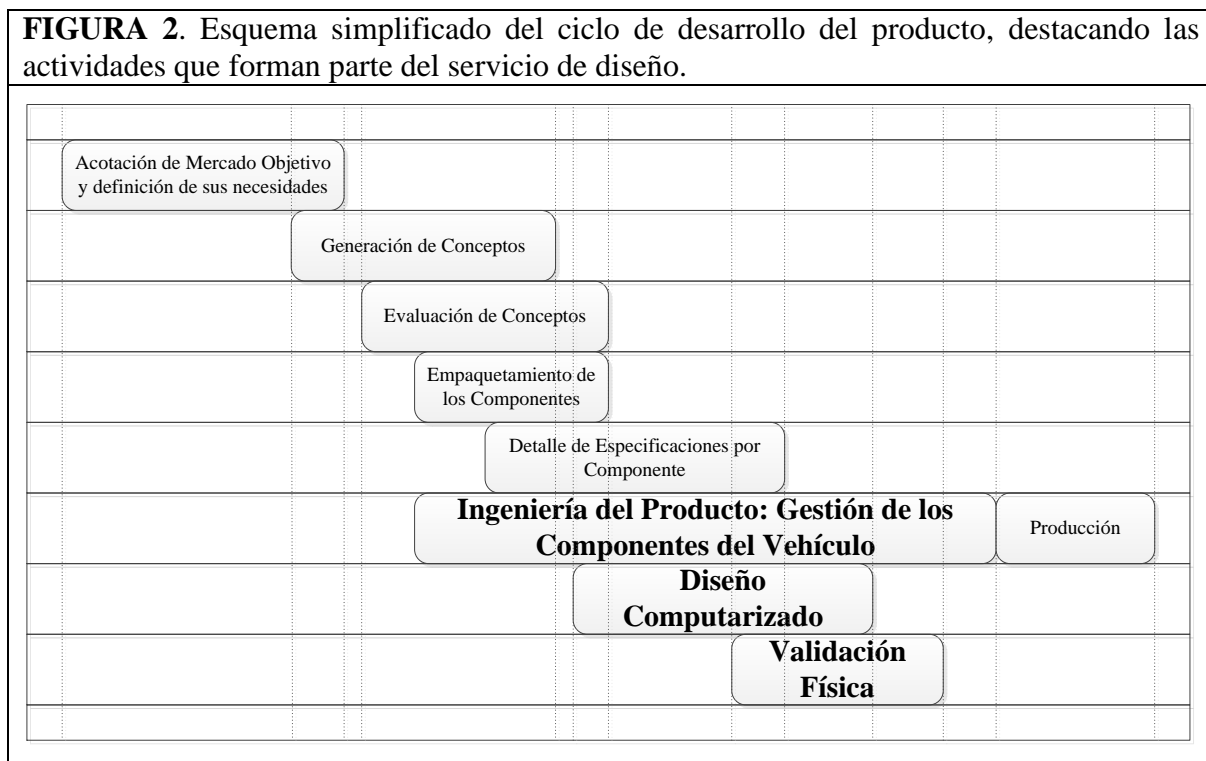 FIGURA 2. Esquema simplificado del ciclo de desarrollo del producto, destacando las
actividades que forman parte del servicio de diseño.
Acotación de Mercado Objetivo
y definición de sus necesidades
Generación de Conceptos
Evaluación de Conceptos
Empaquetamiento de
los Componentes
Detalle de Especificaciones por
Componente
Ingeniería del Producto: Gestión de los
Componentes del Vehículo
Producción
Diseño
Computarizado
Validación
Física